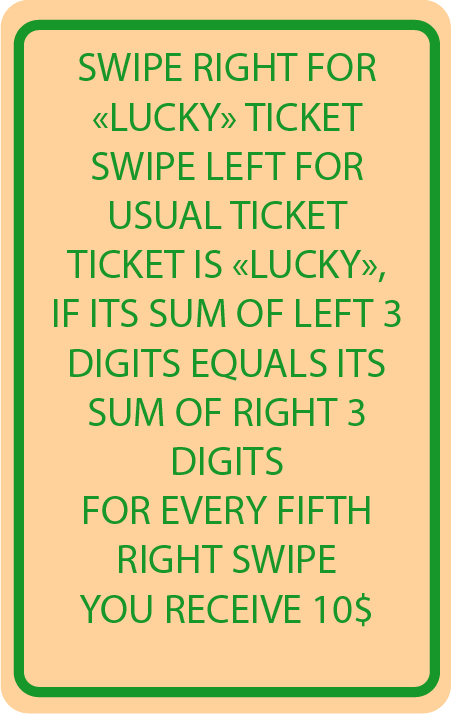 SWIPE RIGHT FOR
«LUCKY» TICKET
SWIPE LEFT FOR
USUAL TICKET
TICKET IS «LUCKY»,
IF ITS SUM OF LEFT 3
DIGITS EQUALS ITS
SUM OF RIGHT 3
DIGITS
FOR EVERY FIFTH
RIGHT SWIPE
YOU RECEIVE 10$